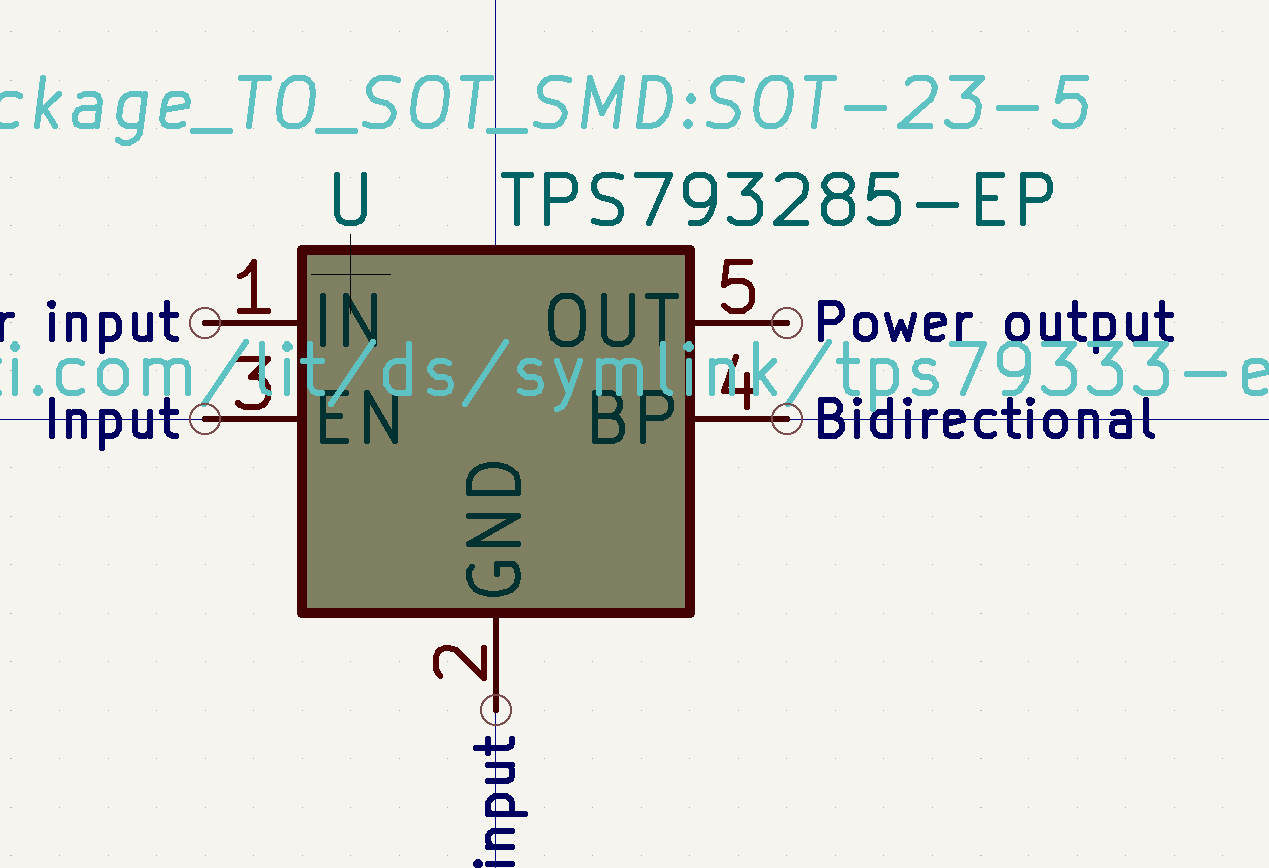 ckage_TO_SOT_SMD:SOT-23-5
U TPS793285-EP
1 5
r input IN OUT Power output
ti.com/lit/ds/symlink/tps79333-e
3 4
Input EN BP Bidirectional
GND
2
input